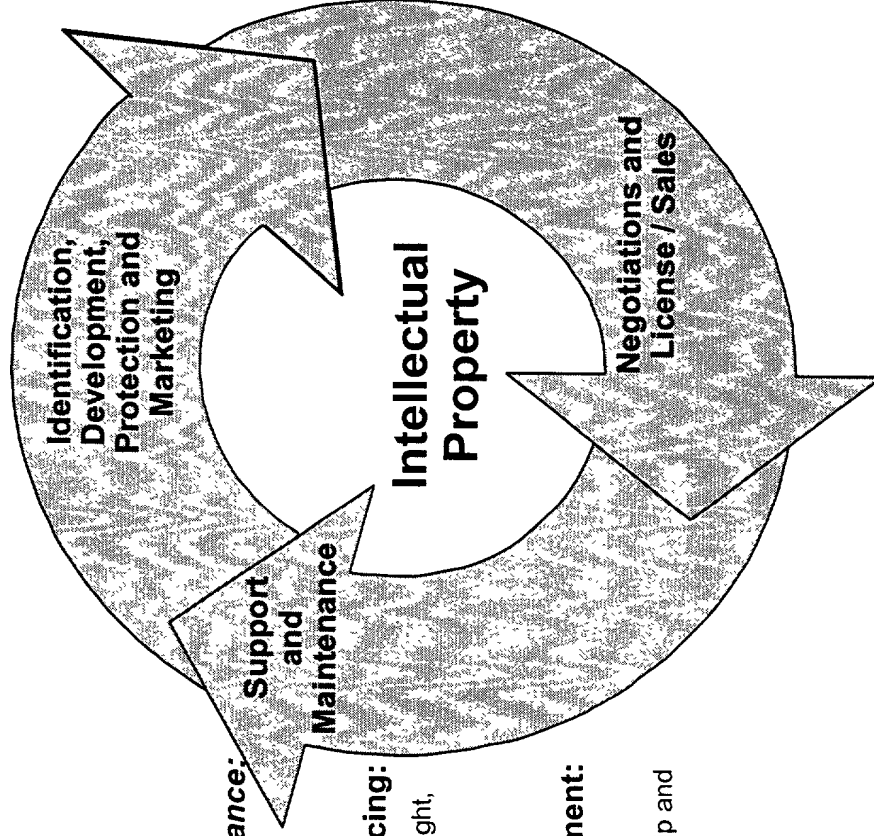 Identification,
Development,
Protection and
Marketing
Negotiations and
License / Sales
Support
and
Maintenance
Intellectual
Property
ance:
cing:
ght,
nent:
p and